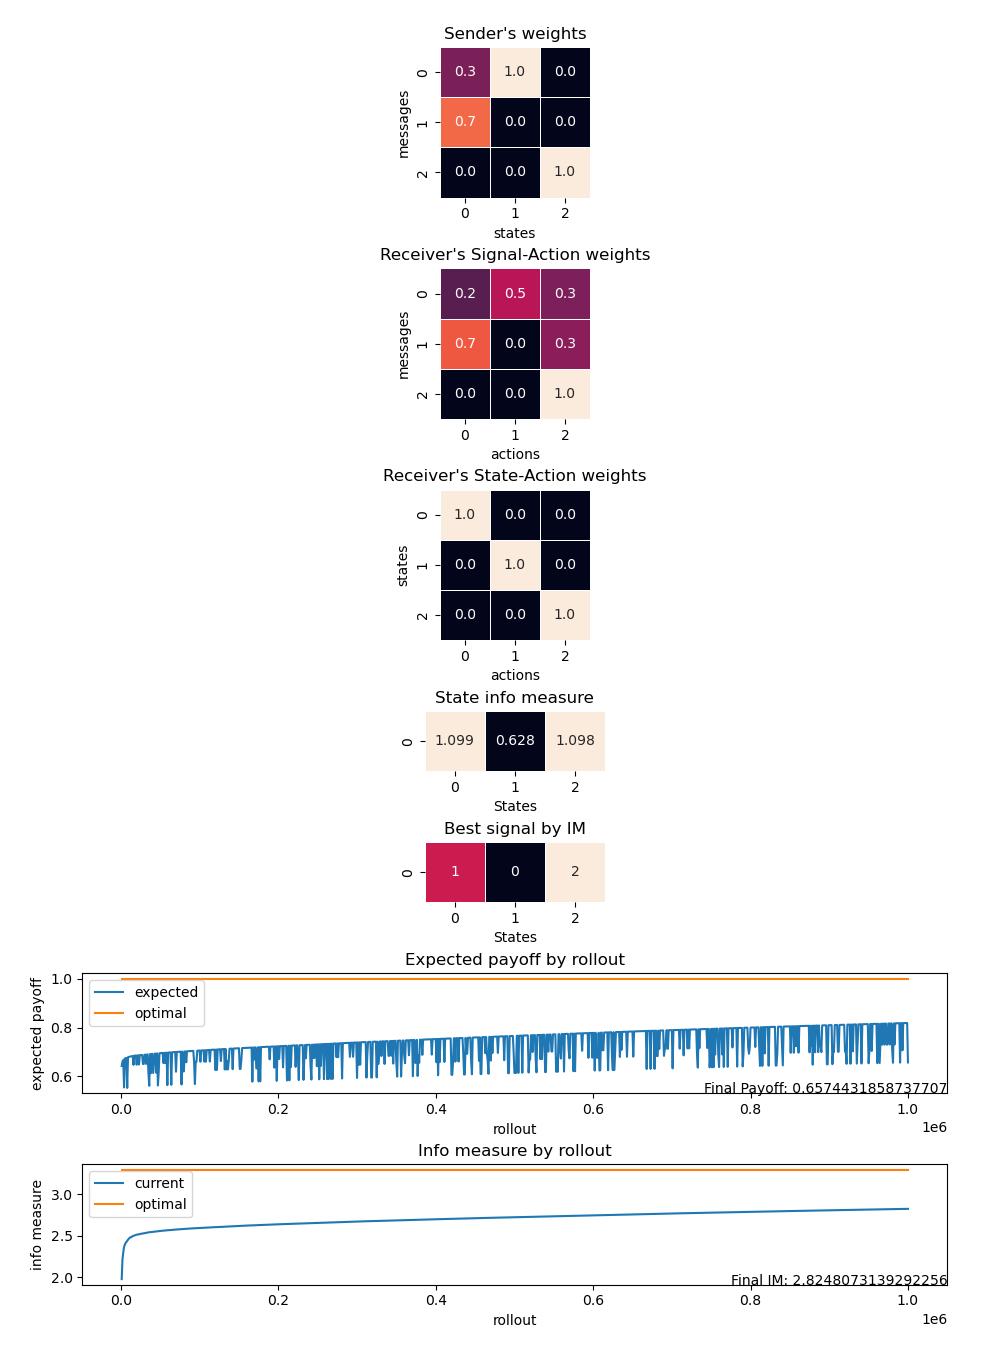 Sender's weights
messages
0 0.3 1.0 0.0
1 0.7 0.0 0.0
2 0.0 0.0 1.0
0 1 2
states
Receiver's Signal-Action weights
messages
0 0.2 0.5 0.3
1 0.7 0.0 0.3
2 0.0 0.0 1.0
0 1 2
actions
Receiver's State-Action weights
states
0 1.0 0.0 0.0
1 0.0 1.0 0.0
2 0.0 0.0 1.0
0 1 2
actions
State info measure
0 1.099 0.628 1.098
0 1 2
States
Best signal by IM
0 1 0 2
0 1 2
States
Expected payoff by rollout
expected payoff
1.0
0.8
0.6
expected
optimal
Final Payoff: 0.6574431858737707
0.0 0.2 0.4 0.6 0.8 1.0
1e6
rollout
Info measure by rollout
info measure
3.0
2.5
2.0
current
optimal
Final IM: 2.8248073139292256
0.0 0.2 0.4 0.6 0.8 1.0
1e6
rollout